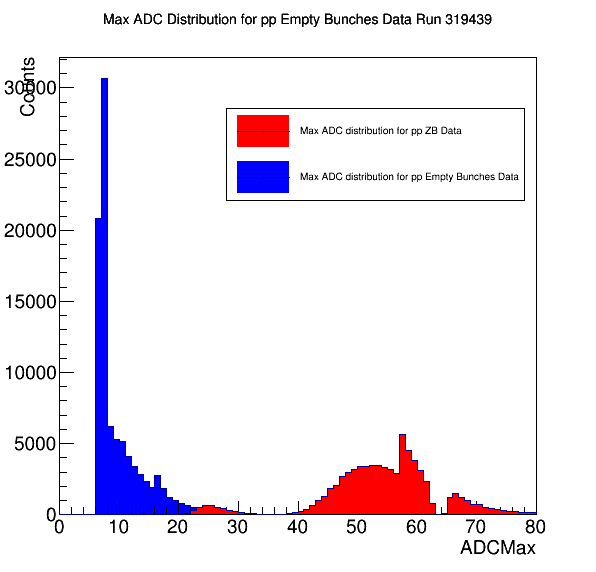 Max ADC Distribution for pp Empty Bunches Data Run 319439
Counts
30000
25000
20000
15000
10000
5000
0
Max ADC distribution for pp ZB Data
Max ADC distribution for pp Empty Bunches Data
0 10 20 30 40 50 60 70 80
ADCMax